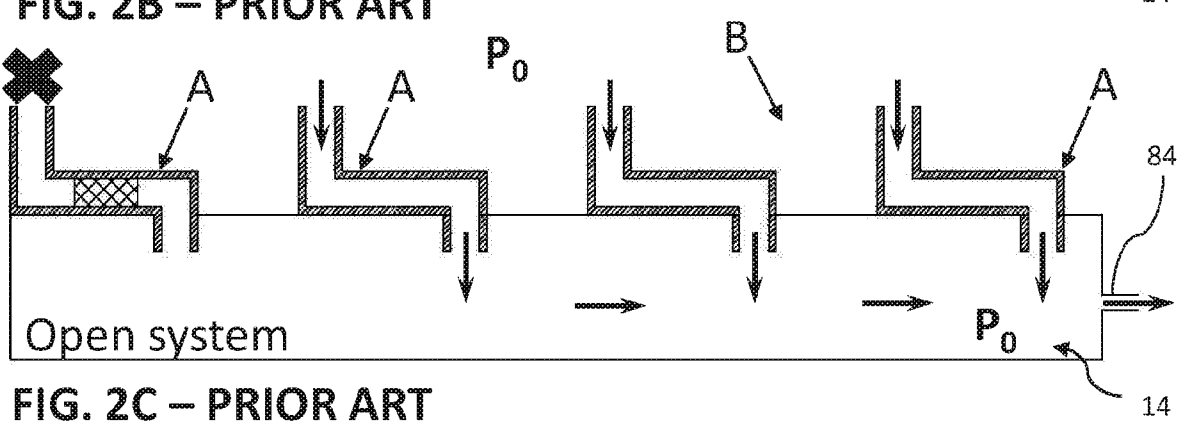 FIG. 2B – PRIOR ART
B
P0
A
A
A
84
Open system
P0
FIG. 2C – PRIOR ART
14